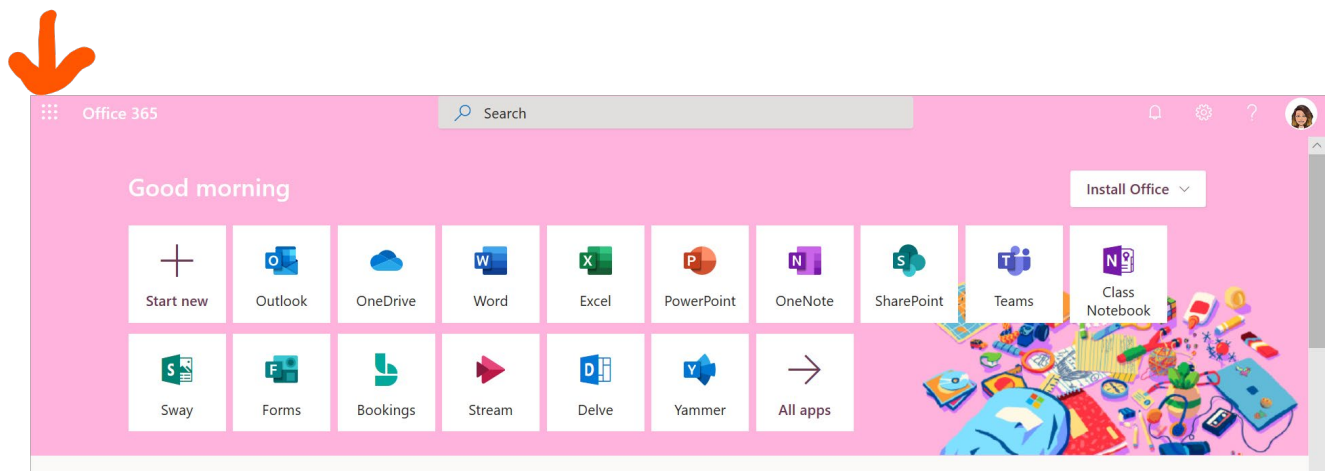 Office 365
Search
Good morning
Install Office
Start new
Outlook
OneDrive
Word
Excel
PowerPoint
OneNote
SharePoint
Teams
Class
Notebook
Sway
Forms
Bookings
Stream
Delve
Yammer
All apps